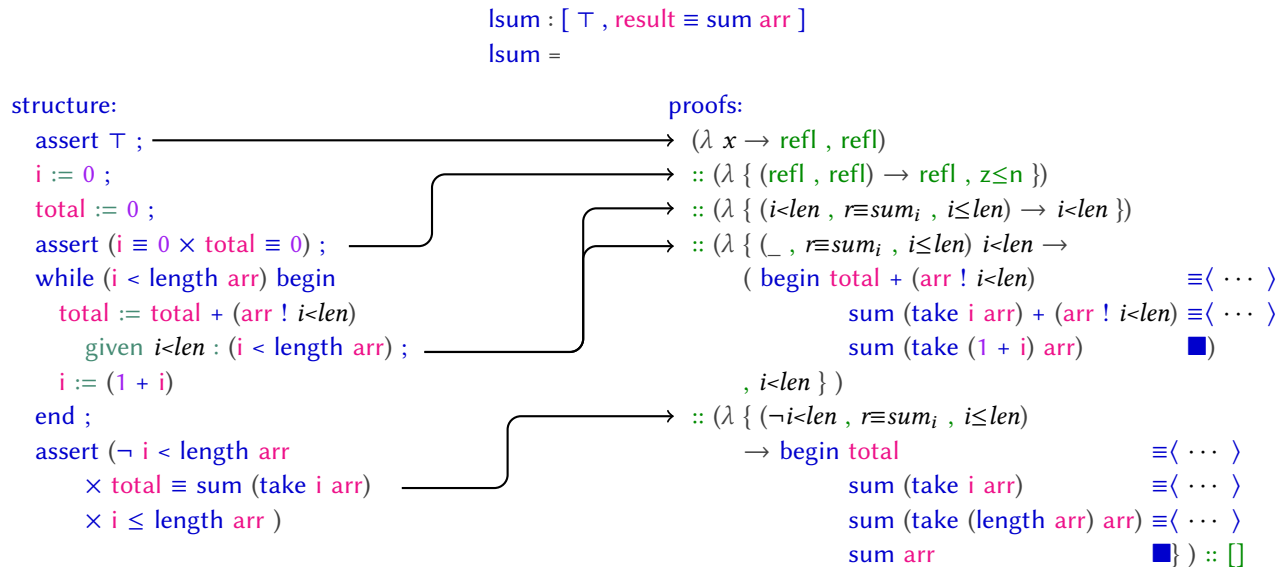 lsum : [ ⊤ , result ≡ sum arr ]
lsum =
structure:
assert ⊤ ;
i := 0 ;
total := 0 ;
assert (i ≡ 0 × total ≡ 0) ;
while (i < length arr) begin
total := total + (arr ! i<len)
given i<len : (i < length arr) ;
i := (1 + i)
end ;
assert (¬ i < length arr
× total ≡ sum (take i arr)
× i ≤ length arr )
proofs:
(λ x → refl , refl)
:: (λ { (refl , refl) → refl , z≤n })
:: (λ { (i<len , r≡sumᵢ , i≤len) → i<len })
:: (λ { (_ , r≡sumᵢ , i≤len) i<len →
( begin total + (arr ! i<len) ≡⟨ ⋯ ⟩
sum (take i arr) + (arr ! i<len) ≡⟨ ⋯ ⟩
sum (take (1 + i) arr) ■)
, i<len } )
:: (λ { (¬i<len , r≡sumᵢ , i≤len)
→ begin total ≡⟨ ⋯ ⟩
sum (take i arr) ≡⟨ ⋯ ⟩
sum (take (length arr) arr) ≡⟨ ⋯ ⟩
sum arr ■} ) :: []